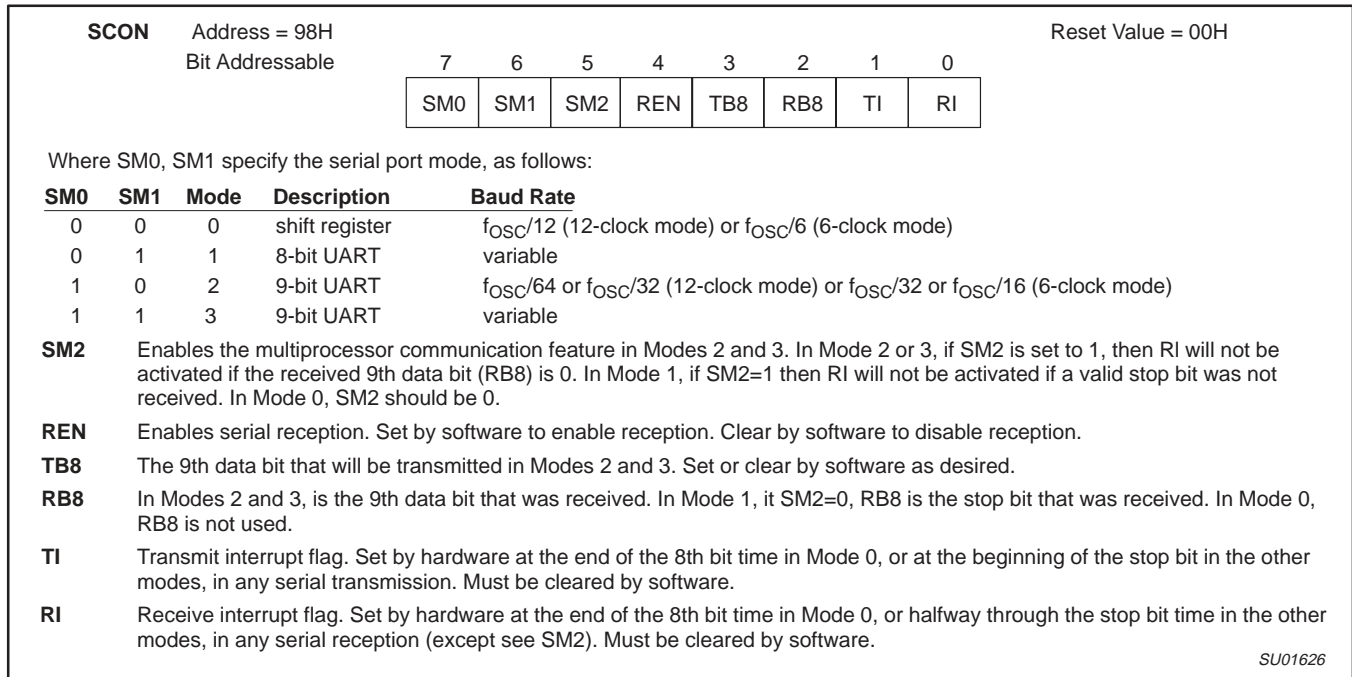 SCON Address = 98H Reset Value = 00H
Bit Addressable 7 6 5 4 3 2 1 0
SM0 SM1 SM2 REN TB8 RB8 TI RI
Where SM0, SM1 specify the serial port mode, as follows:
SM0 SM1 Mode Description Baud Rate
0 0 0 shift register fOSC/12 (12-clock mode) or fOSC/6 (6-clock mode)
0 1 1 8-bit UART variable
1 0 2 9-bit UART fOSC/64 or fOSC/32 (12-clock mode) or fOSC/32 or fOSC/16 (6-clock mode)
1 1 3 9-bit UART variable
SM2 Enables the multiprocessor communication feature in Modes 2 and 3. In Mode 2 or 3, if SM2 is set to 1, then RI will not be
activated if the received 9th data bit (RB8) is 0. In Mode 1, if SM2=1 then RI will not be activated if a valid stop bit was not
received. In Mode 0, SM2 should be 0.
REN Enables serial reception. Set by software to enable reception. Clear by software to disable reception.
TB8 The 9th data bit that will be transmitted in Modes 2 and 3. Set or clear by software as desired.
RB8 In Modes 2 and 3, is the 9th data bit that was received. In Mode 1, it SM2=0, RB8 is the stop bit that was received. In Mode 0,
RB8 is not used.
TI Transmit interrupt flag. Set by hardware at the end of the 8th bit time in Mode 0, or at the beginning of the stop bit in the other
modes, in any serial transmission. Must be cleared by software.
RI Receive interrupt flag. Set by hardware at the end of the 8th bit time in Mode 0, or halfway through the stop bit time in the other
modes, in any serial reception (except see SM2). Must be cleared by software.
SU01626